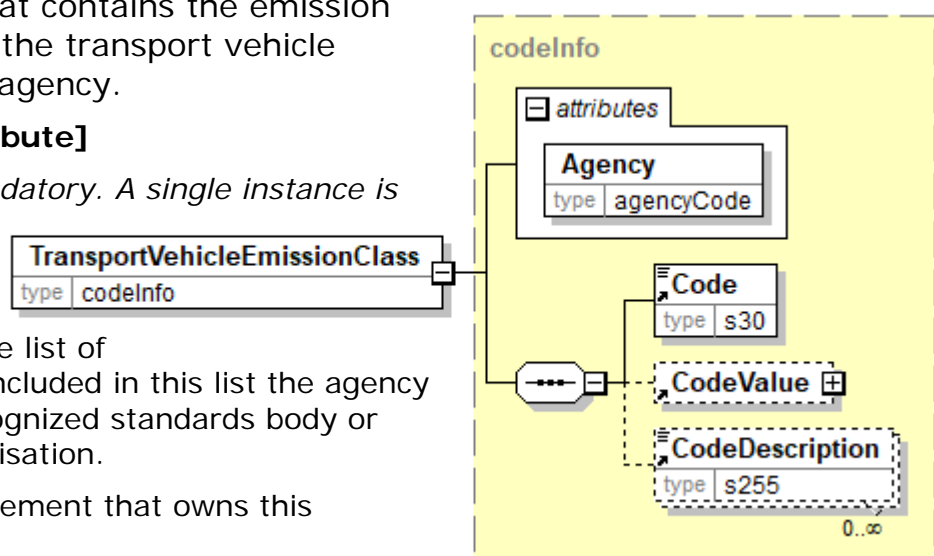 at contains the emission
the transport vehicle
agency.
bute]
datory. A single instance is
TransportVehicleEmissionClass
type codeInfo
e list of
ncluded in this list the agency
ognized standards body or
isation.
ement that owns this
codeInfo
attributes
Agency
type agencyCode
Code
type s30
CodeValue
CodeDescription
type s255
0..∞